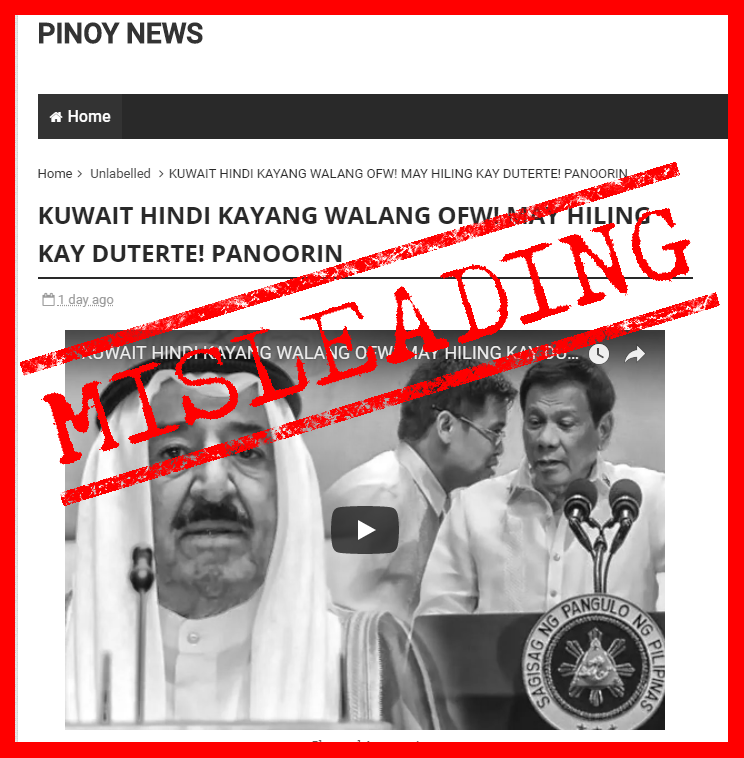 PINOY NEWS
Home
Home > Unlabelled > KUWAIT HINDI KAYANG WALANG OFW! MAY HILING KAY DUTERTE! PANOORIN
KUWAIT HINDI KAYANG WALANG OFW! MAY HILING
KAY DUTERTE! PANOORIN
1 day ago
MISLEADING
KUWAIT HINDI KAYANG WALANG OFW! MAY HILING KAY DU...
SAGISAG NG PANGULO NG PILIPINAS